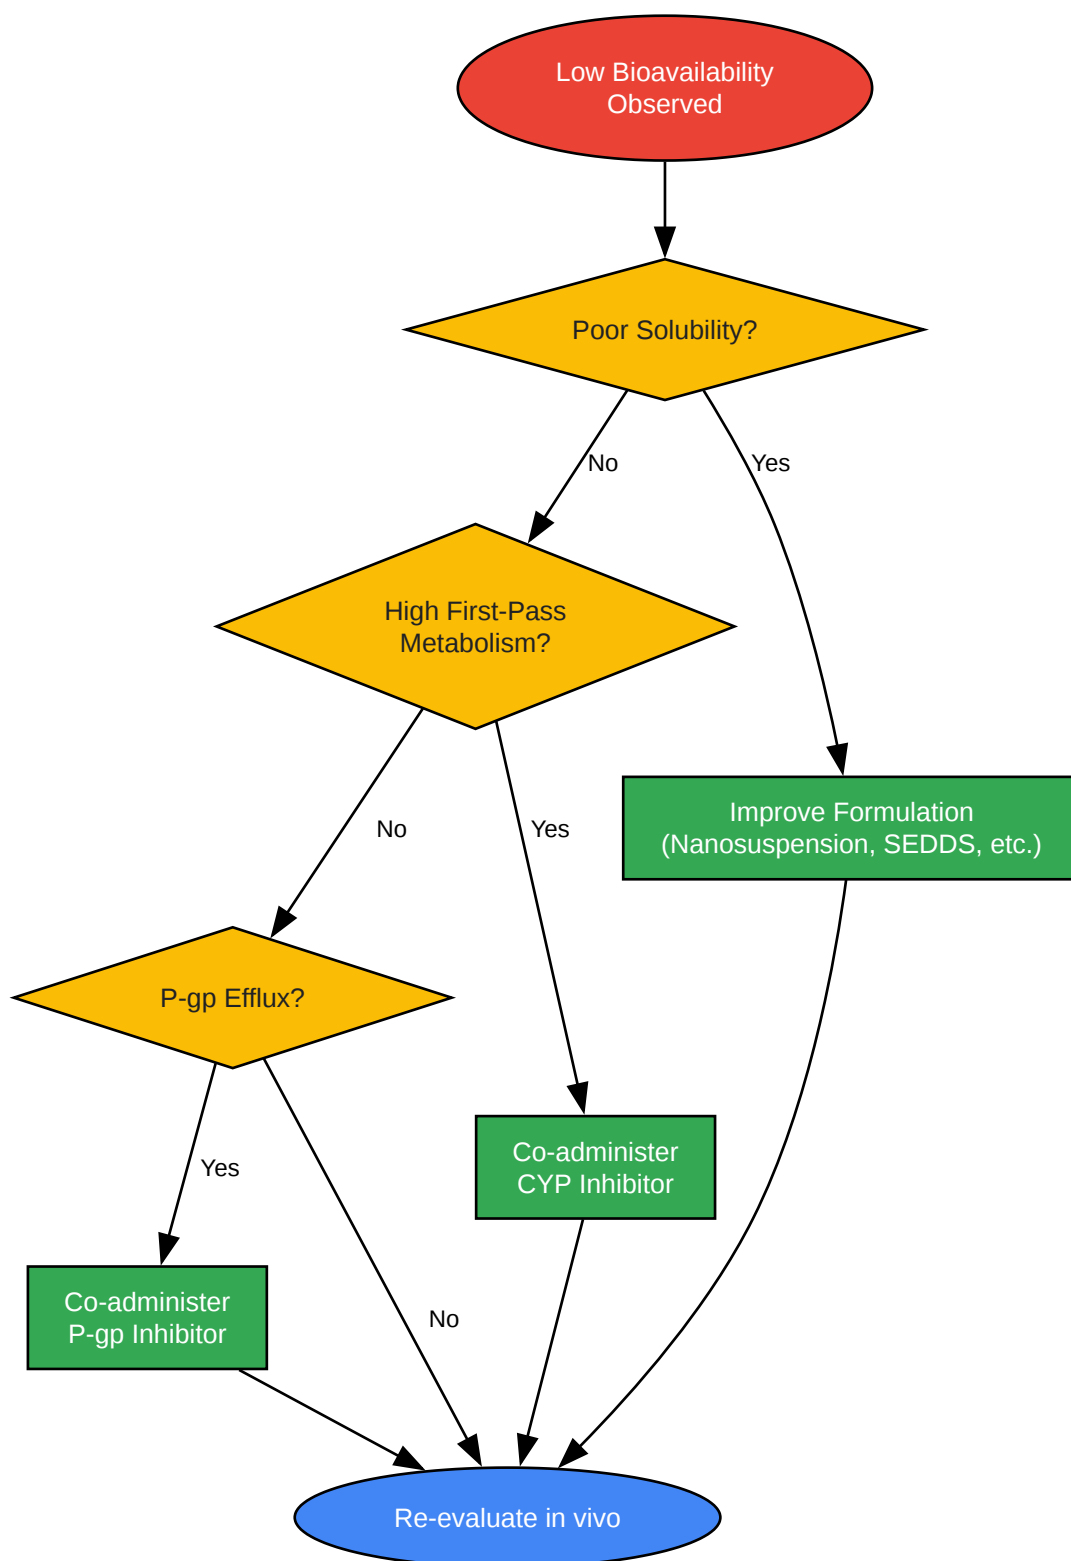 Low Bioavailability
Observed
Poor Solubility?
No
Yes
High First-Pass
Metabolism?
No
Yes
Improve Formulation
(Nanosuspension, SEDDS, etc.)
P-gp Efflux?
Yes
No
Co-administer
CYP Inhibitor
Co-administer
P-gp Inhibitor
Re-evaluate in vivo